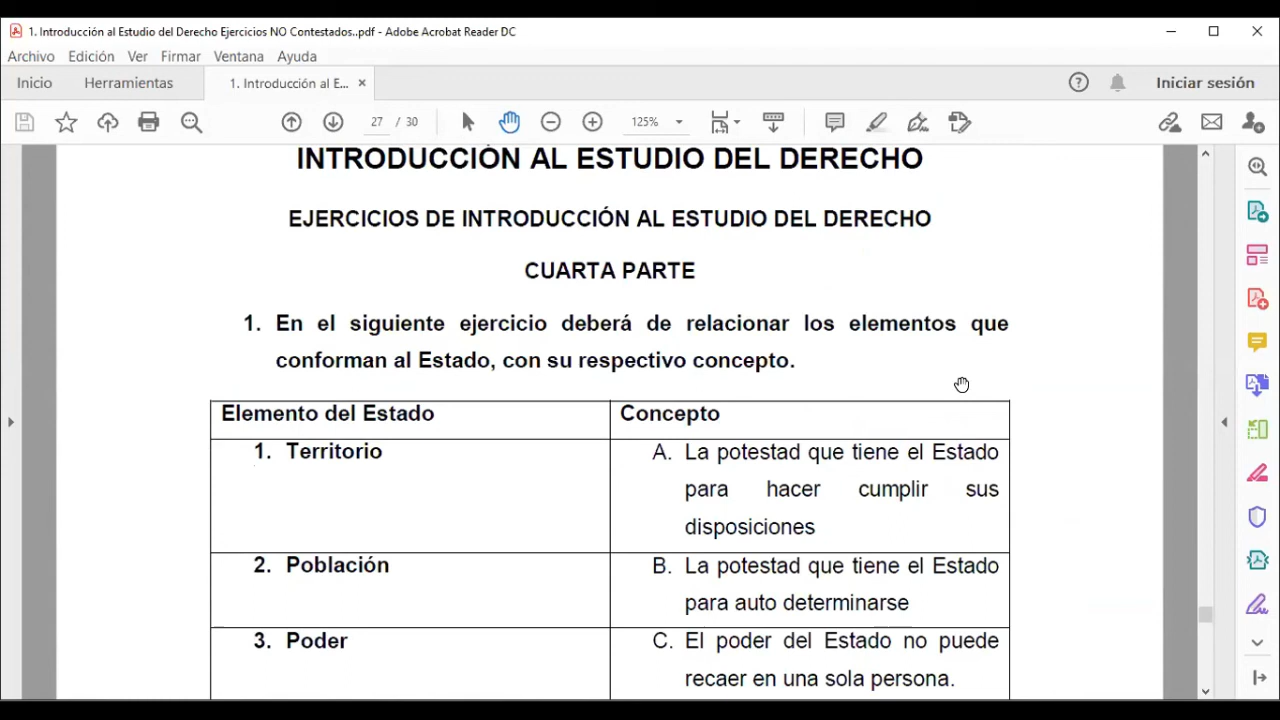 1. Introducción al Estudio del Derecho Ejercicios NO Contestados..pdf - Adobe Acrobat Reader DC
Archivo Edición Ver Firmar Ventana Ayuda
Inicio Herramientas 1. Introducción al E... Iniciar sesión
27 / 30 125%
INTRODUCCIÓN AL ESTUDIO DEL DERECHO
EJERCICIOS DE INTRODUCCIÓN AL ESTUDIO DEL DERECHO
CUARTA PARTE
1. En el siguiente ejercicio deberá de relacionar los elementos que
conforman al Estado, con su respectivo concepto.
Elemento del Estado Concepto
1. Territorio A. La potestad que tiene el Estado
para hacer cumplir sus
disposiciones
2. Población B. La potestad que tiene el Estado
para auto determinarse
3. Poder C. El poder del Estado no puede
recaer en una sola persona.